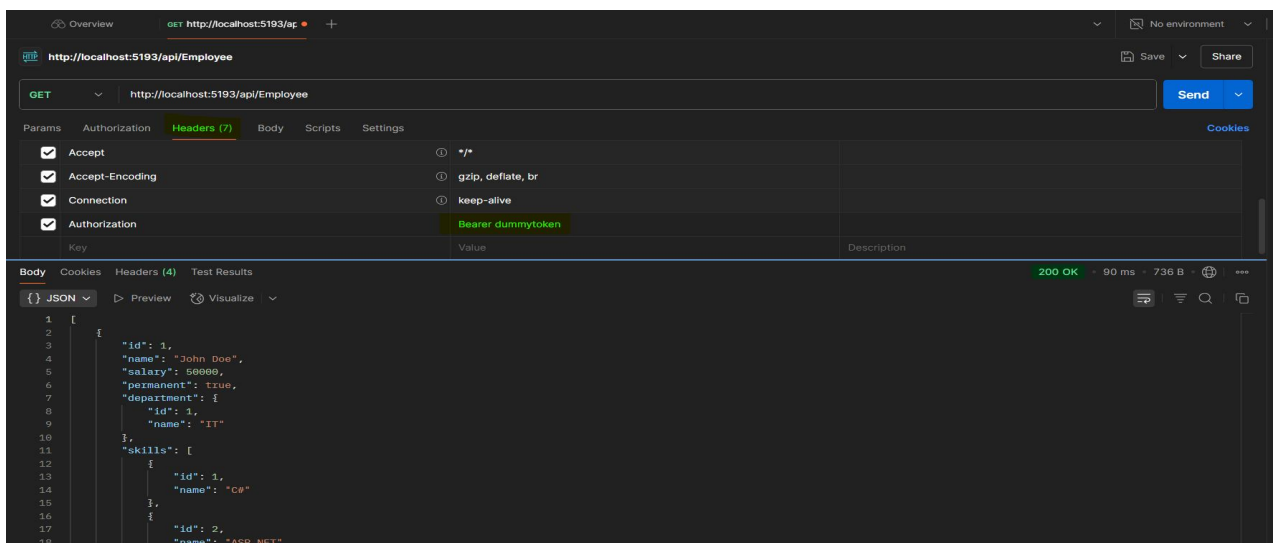 Overview GET http://localhost:5193/ap No environment
HTTP http://localhost:5193/api/Employee Save Share
GET http://localhost:5193/api/Employee Send
Params Authorization Headers (7) Body Scripts Settings Cookies
Accept */*
Accept-Encoding gzip, deflate, br
Connection keep-alive
Authorization Bearer dummytoken
Key Value Description
Body Cookies Headers (4) Test Results 200 OK 90 ms 736 B
{} JSON Preview Visualize
1 [
2 {
3 "id": 1,
4 "name": "John Doe",
5 "salary": 50000,
6 "permanent": true,
7 "department": {
8 "id": 1,
9 "name": "IT"
10 },
11 "skills": [
12 {
13 "id": 1,
14 "name": "C#"
15 },
16 {
17 "id": 2,
18 "name": "ASP.NET"